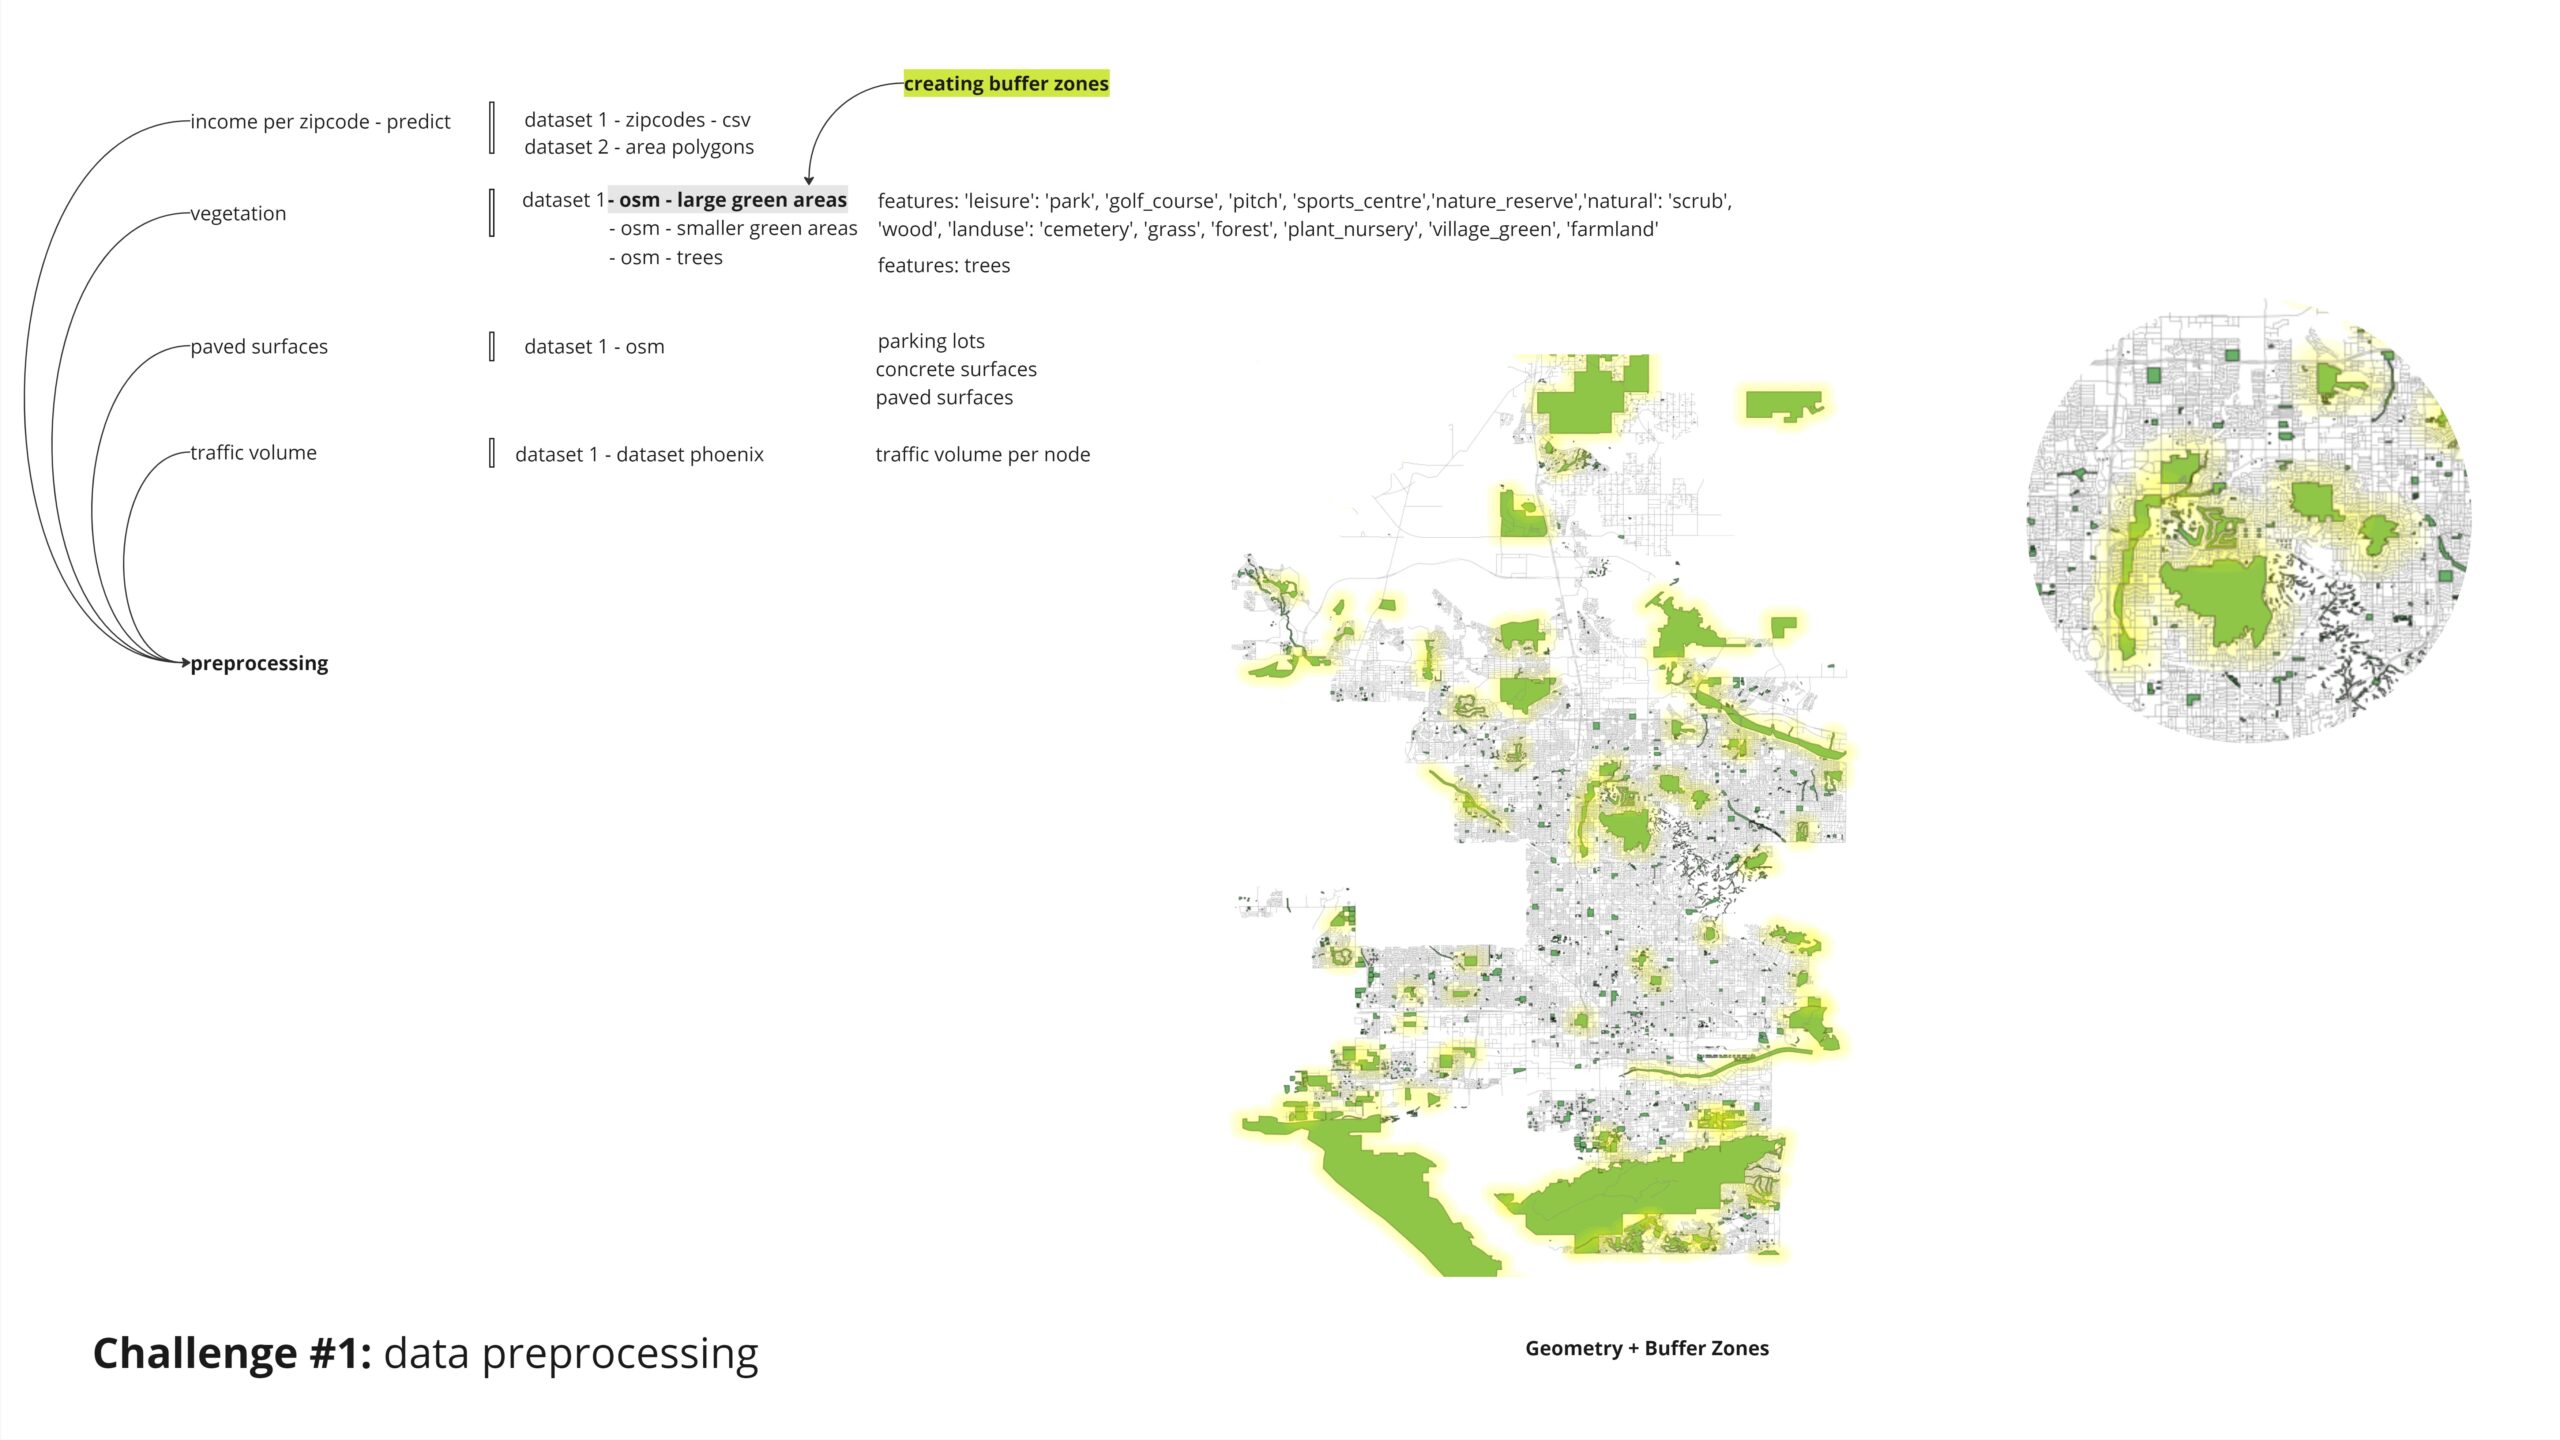 creating buffer zones
income per zipcode - predict
dataset 1 - zipcodes - csv
dataset 2 - area polygons
vegetation
dataset 1- osm - large green areas
- osm - smaller green areas
- osm - trees
features: 'leisure': 'park', 'golf_course', 'pitch', 'sports_centre','nature_reserve','natural': 'scrub',
'wood', 'landuse': 'cemetery', 'grass', 'forest', 'plant_nursery', 'village_green', 'farmland'
features: trees
paved surfaces
dataset 1 - osm
parking lots
concrete surfaces
paved surfaces
traffic volume
dataset 1 - dataset phoenix
traffic volume per node
preprocessing
Challenge #1: data preprocessing
Geometry + Buffer Zones